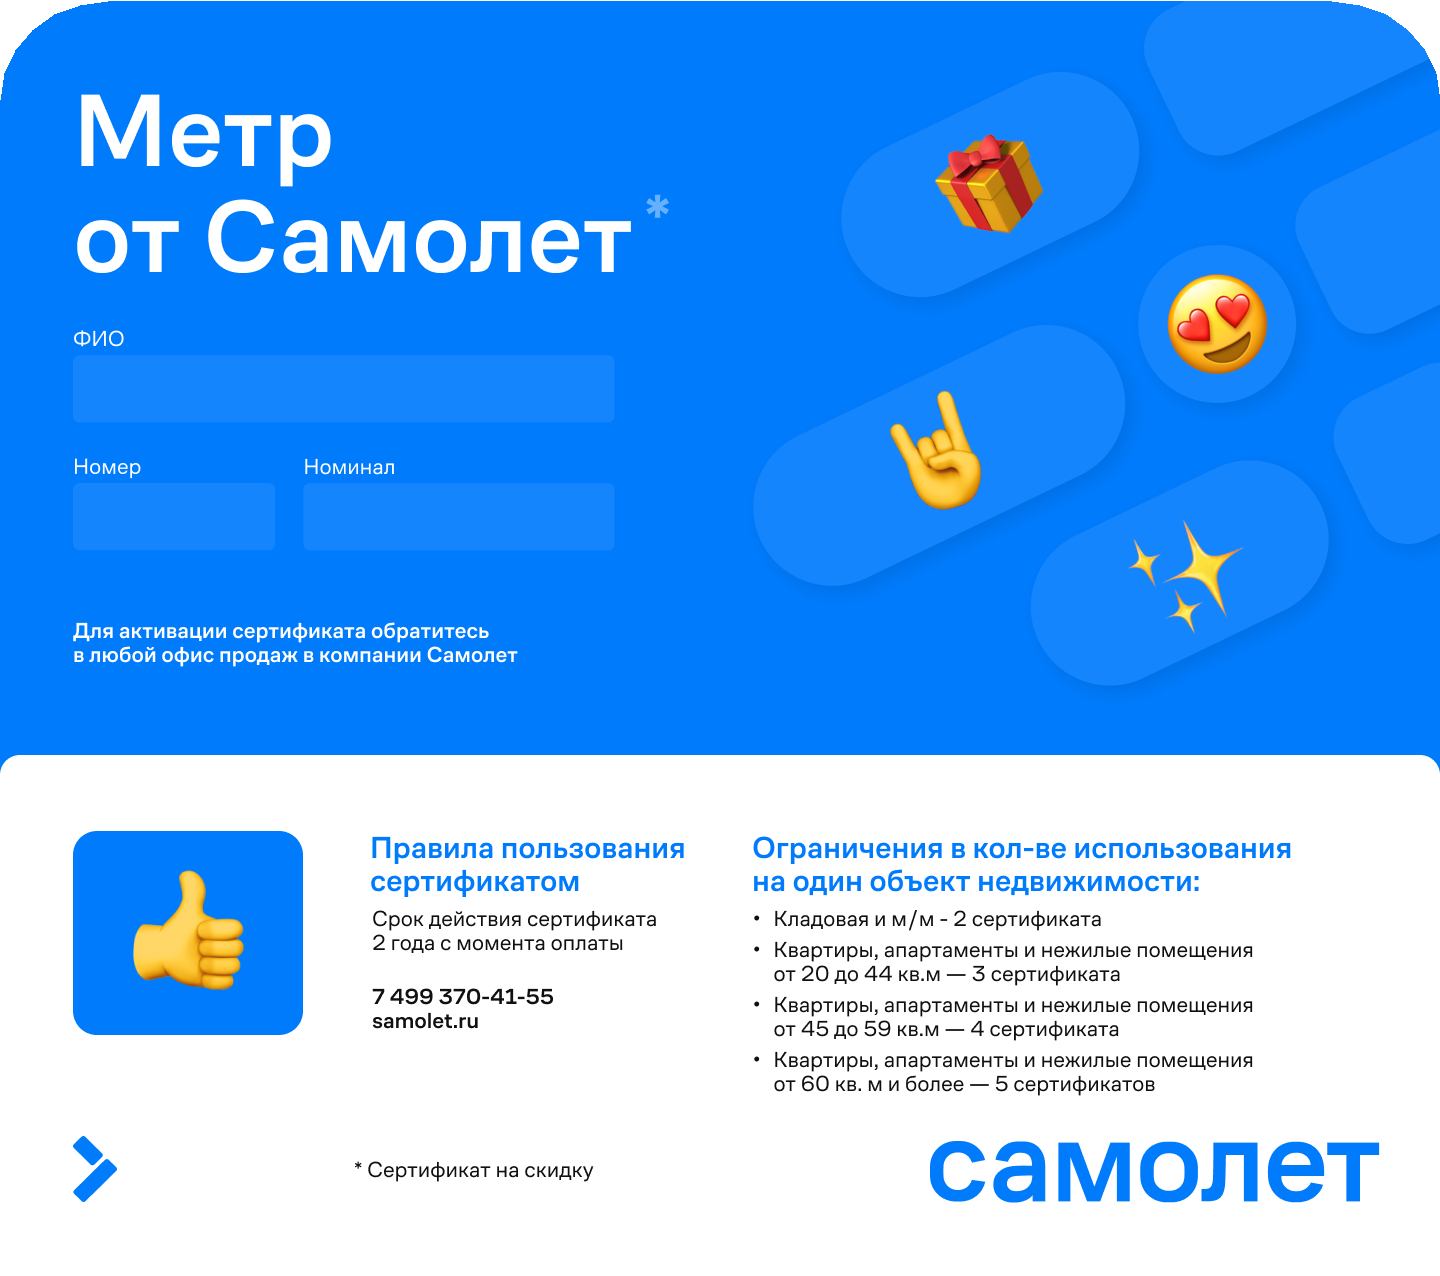 Метр
от Самолет*
ФИО
Номер
Номинал
Для активации сертификата обратитесь
в любой офис продаж в компании Самолет
Правила пользования
сертификатом
Срок действия сертификата
2 года с момента оплаты
7 499 370-41-55
samolet.ru
Ограничения в кол-ве использования
на один объект недвижимости:
• Кладовая и м/м - 2 сертификата
• Квартиры, апартаменты и нежилые помещения
от 20 до 44 кв.м — 3 сертификата
• Квартиры, апартаменты и нежилые помещения
от 45 до 59 кв.м — 4 сертификата
• Квартиры, апартаменты и нежилые помещения
от 60 кв. м и более — 5 сертификатов
* Сертификат на скидку
самолет